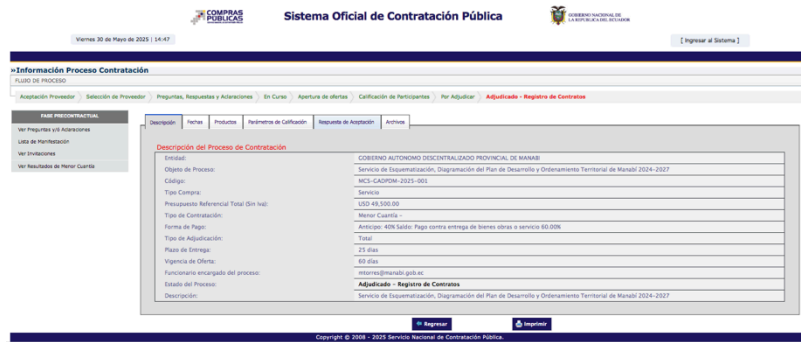 COMPRAS PÚBLICAS
Sistema Oficial de Contratación Pública
GOBIERNO NACIONAL DE
LA REPUBLICA DEL ECUADOR
Viernes 30 de Mayo de 2025 | 14:47
[ Ingresar al Sistema ]
»Información Proceso Contratación
FLUJO DE PROCESO
Aceptación Proveedor
Selección de Proveedor
Preguntas, Respuestas y Aclaraciones
En Curso
Apertura de ofertas
Calificación de Participantes
Por Adjudicar
Adjudicado - Registro de Contratos
FASE PRECONTRACTUAL
Ver Preguntas y/ó Aclaraciones
Lista de Manifestación
Ver Invitaciones
Ver Resultados de Menor Cuantía
Descripción
Fechas
Productos
Parámetros de Calificación
Respuesta de Aceptación
Archivos
Descripción del Proceso de Contratación
Entidad: GOBIERNO AUTONOMO DESCENTRALIZADO PROVINCIAL DE MANABI
Objeto de Proceso: Servicio de Esquematización, Diagramación del Plan de Desarrollo y Ordenamiento Territorial de Manabí 2024-2027
Código: MCS-GADPDM-2025-001
Tipo Compra: Servicio
Presupuesto Referencial Total (Sin Iva): USD 49,500.00
Tipo de Contratación: Menor Cuantía -
Forma de Pago: Anticipo: 40% Saldo: Pago contra entrega de bienes obras o servicio 60.00%
Tipo de Adjudicación: Total
Plazo de Entrega: 25 días
Vigencia de Oferta: 60 días
Funcionario encargado del proceso: mtorres@manabi.gob.ec
Estado del Proceso: Adjudicado - Registro de Contratos
Descripción: Servicio de Esquematización, Diagramación del Plan de Desarrollo y Ordenamiento Territorial de Manabí 2024-2027
Regresar
Imprimir
Copyright © 2008 - 2025 Servicio Nacional de Contratación Pública.